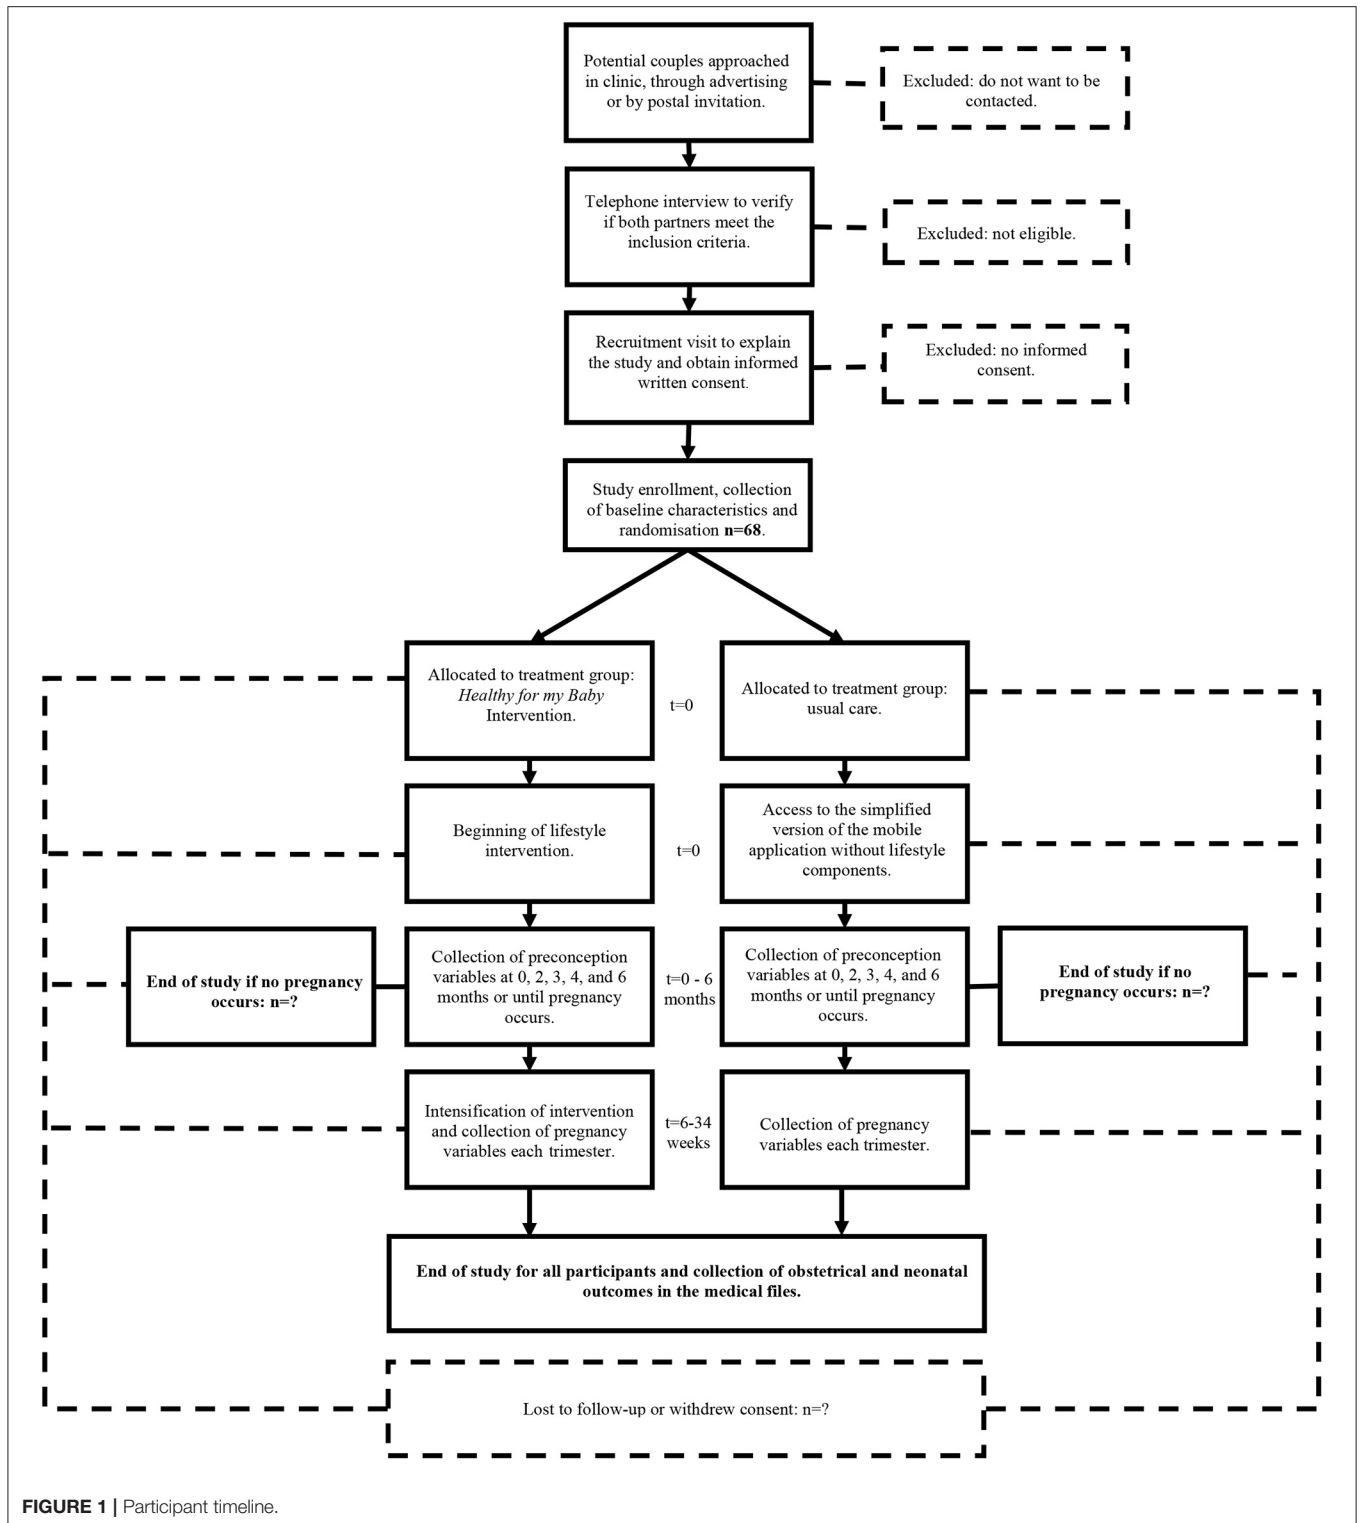 Potential couples approached
in clinic, through advertising
or by postal invitation.
Excluded: do not want to be
contacted.
Telephone interview to verify
if both partners meet the
inclusion criteria.
Excluded: not eligible.
Recruitment visit to explain
the study and obtain informed
written consent.
Excluded: no informed
consent.
Study enrollment, collection
of baseline characteristics and
randomisation n=68.
Allocated to treatment group:
Healthy for my Baby
Intervention.
t=0
Allocated to treatment group:
usual care.
Beginning of lifestyle
intervention.
t=0
Access to the simplified
version of the mobile
application without lifestyle
components.
End of study if no pregnancy
occurs: n=?
Collection of preconception
variables at 0, 2, 3, 4, and 6
months or until pregnancy
occurs.
t=0 - 6
months
Collection of preconception
variables at 0, 2, 3, 4, and 6
months or until pregnancy
occurs.
End of study if no
pregnancy occurs: n=?
Intensification of intervention
and collection of pregnancy
variables each trimester.
t=6-34
weeks
Collection of pregnancy
variables each trimester.
End of study for all participants and collection of obstetrical and neonatal
outcomes in the medical files.
Lost to follow-up or withdrew consent: n=?
FIGURE 1 | Participant timeline.